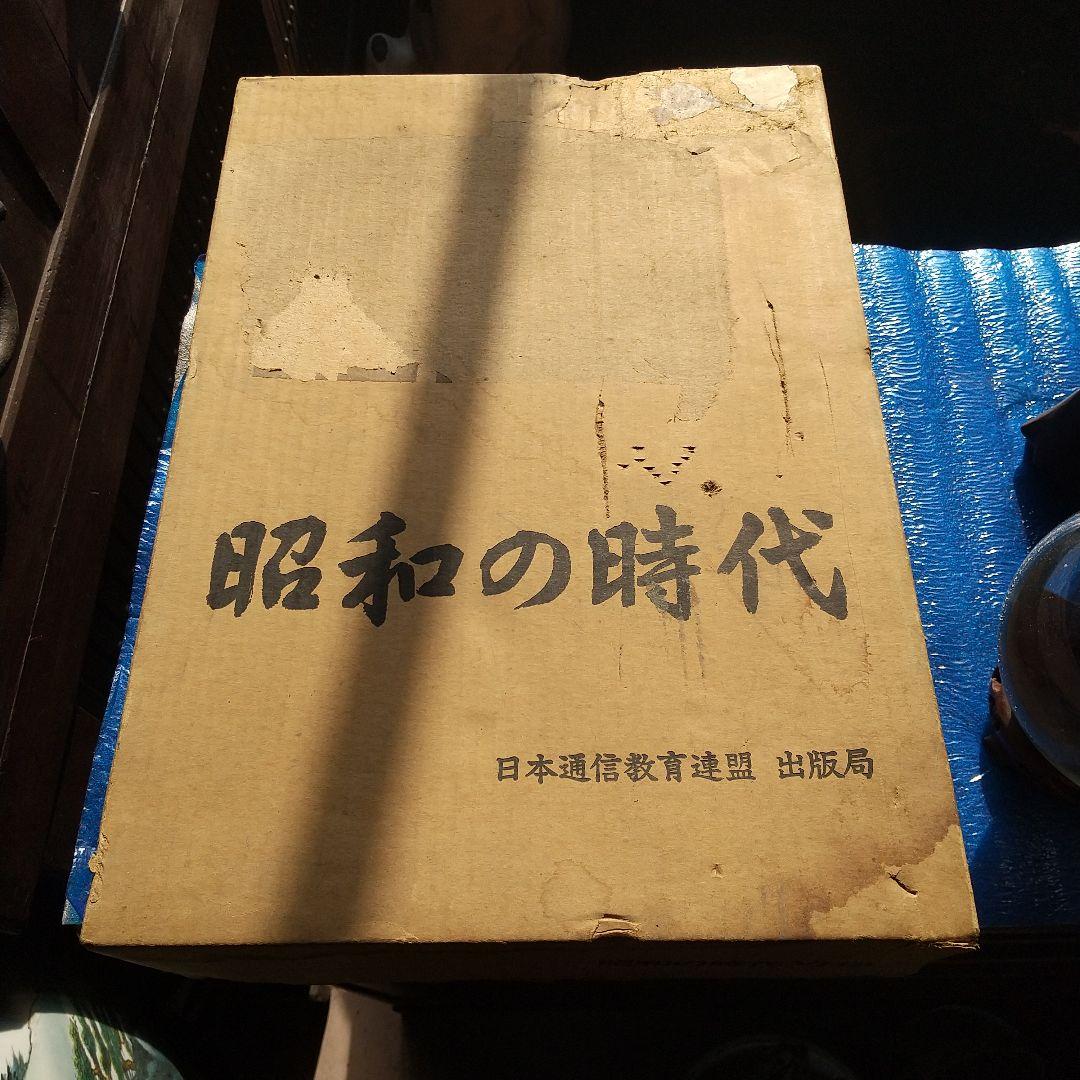 昭和の時代
日本通信教育連盟 出版局